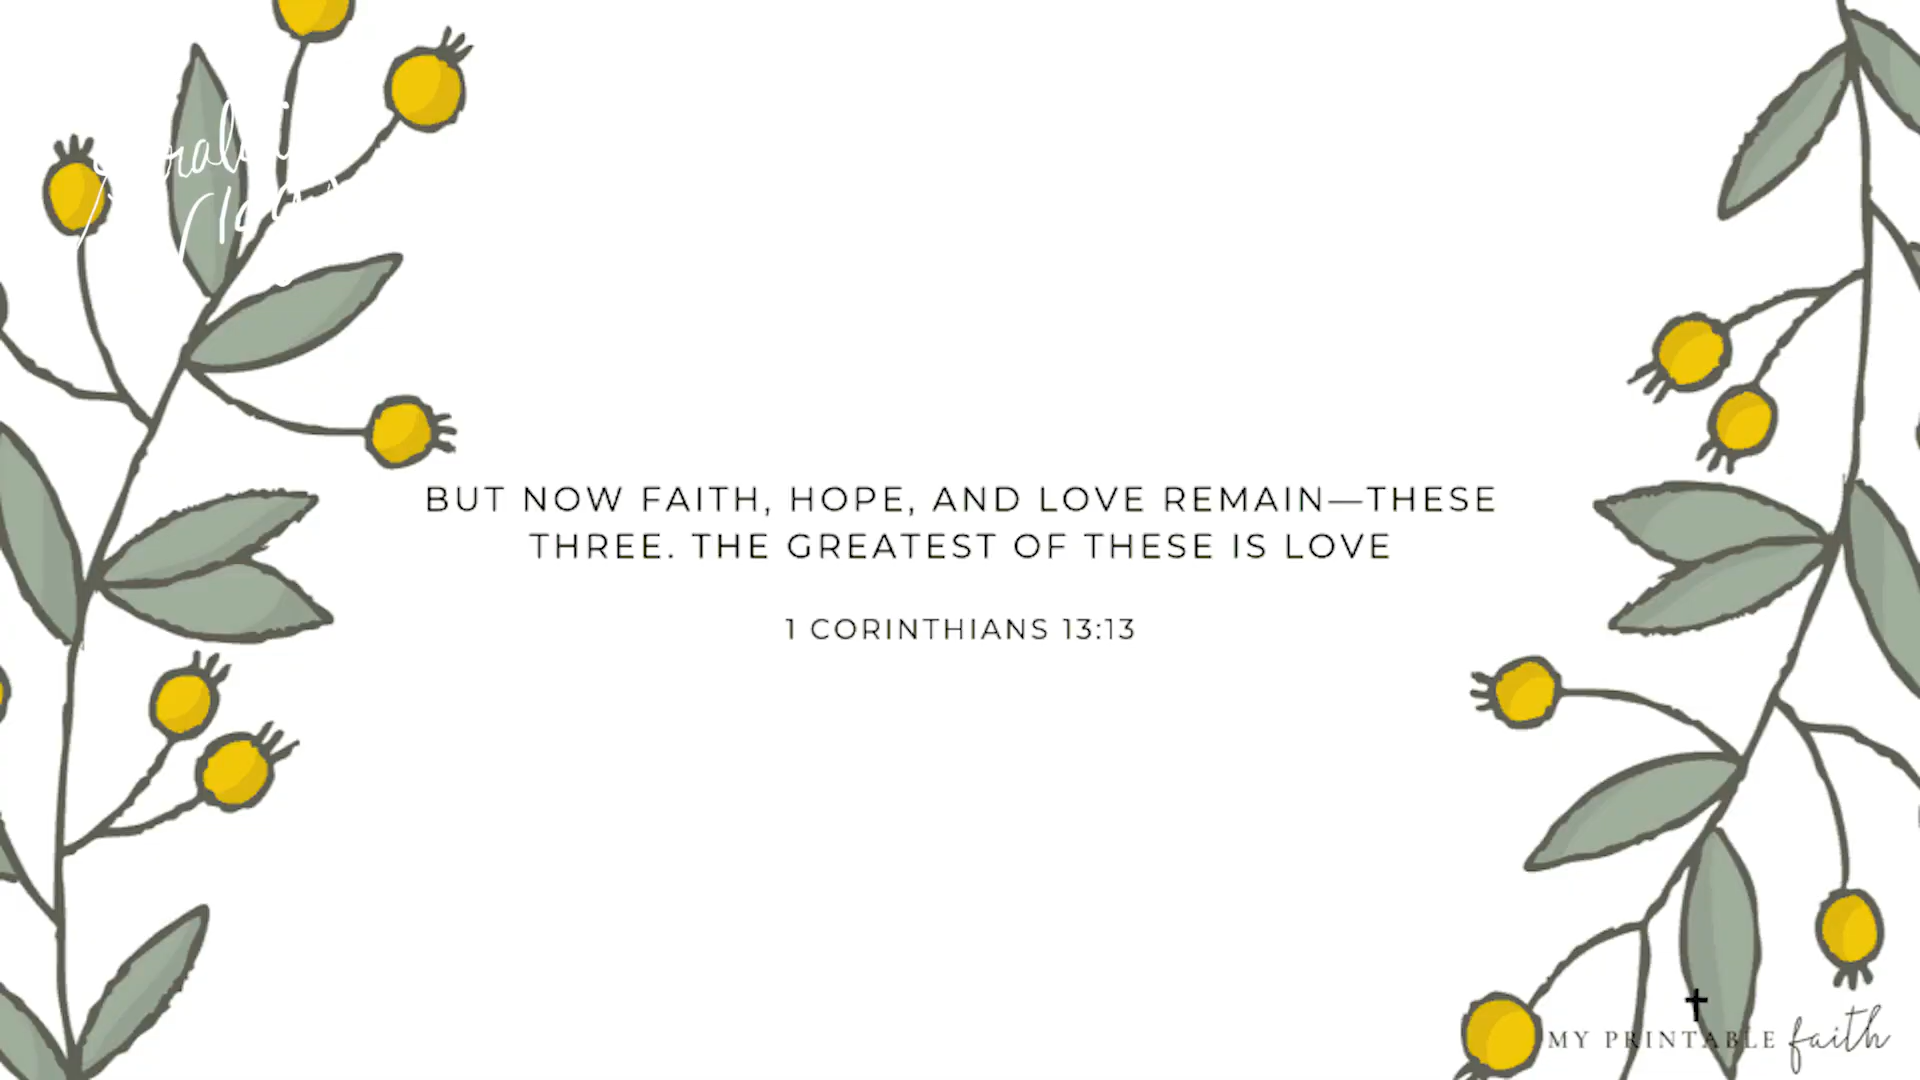 BUT NOW FAITH, HOPE, AND LOVE REMAIN—THESE
THREE. THE GREATEST OF THESE IS LOVE
1 CORINTHIANS 13:13
MY PRINTABLE faith